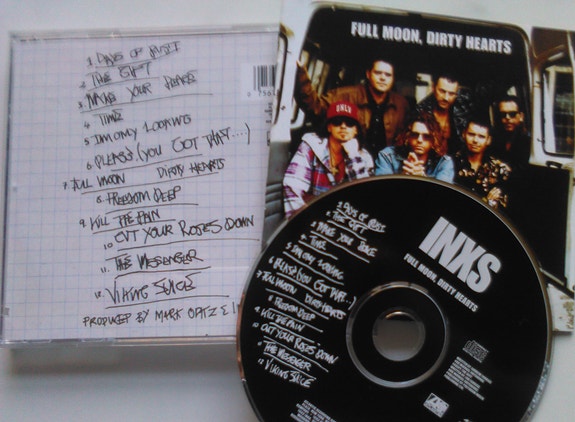 1. DAYS OF RUST
2. THE GIFT
3. MAKE YOUR PEACE
4 TIME
5 IM ONLY LOOKING
6. PLEASE (YOU GOT THAT...)
7 FULL MOON DIRTY HEARTS
8. FREEDOM DEEP
9. KILL THE PAIN
10 CUT YOUR ROSES DOWN
11. THE MESSENGER
12. VIKING JUICE
PRODUCED BY MARK OPITZ &
FULL MOON, DIRTY HEARTS
INXS
FULL MOON, DIRTY HEARTS
1. DAYS OF RUST
2. THE GIFT
3 MAKE YOUR PEACE
4. TIME
5 IM ONLY LOOKING
6 PLEASE (YOU GOT THAT...)
7 FULL MOON DIRTY HEARTS
8 FREEDOM DEEP
9 KILL THE PAIN
10 CUT YOUR ROSES DOWN
11 THE MESSENGER
12 VIKING JUICE
ATLANTIC